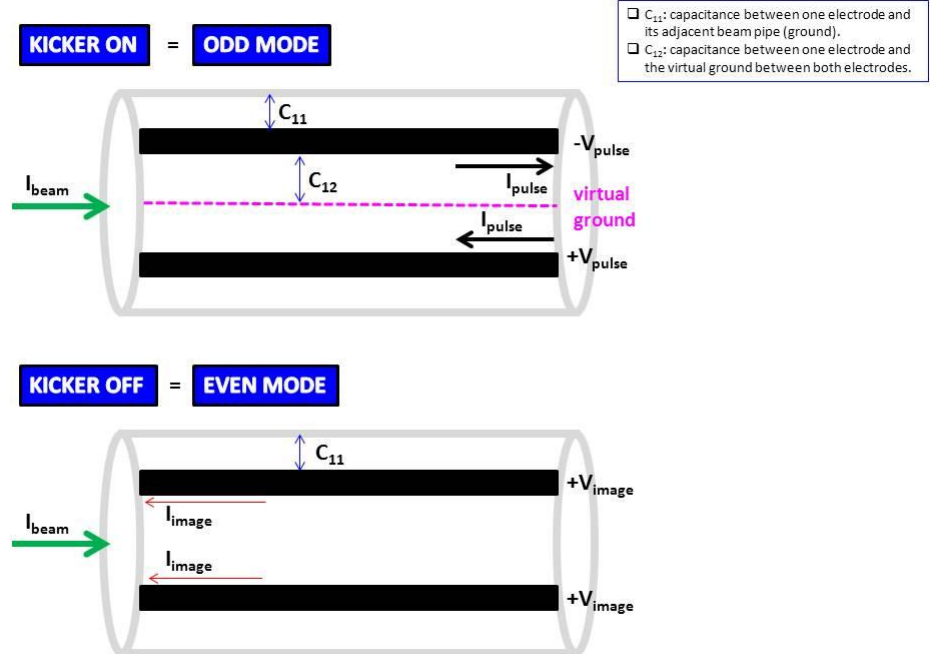 ❑ C₁₁: capacitance between one electrode and
its adjacent beam pipe (ground).
❑ C₁₂: capacitance between one electrode and
the virtual ground between both electrodes.
KICKER ON = ODD MODE
C₁₁
-Vpulse
Ipulse
Ibeam
C₁₂
virtual
ground
Ipulse
+Vpulse
KICKER OFF = EVEN MODE
C₁₁
+Vimage
Iimage
Ibeam
Iimage
+Vimage